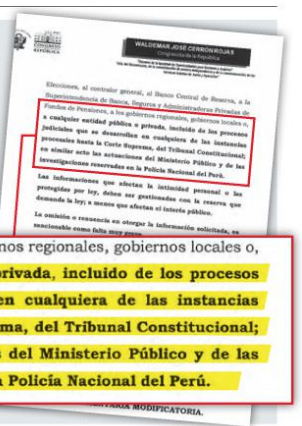 CONGRESO
REPÚBLICA
WALDEMAR JOSÉ CERRÓN ROJAS
Congresista de la República
Elecciones, al contralor general, al Banco Central de Reserva, a la
Superintendencia de Banca, Seguros y Administradoras Privadas de
Fondos de Pensiones, a los gobiernos regionales, gobiernos locales o,
a cualquier entidad pública o privada, incluido de los procesos
judiciales que se desarrollan en cualquiera de las instancias
procesales hasta la Corte Suprema, del Tribunal Constitucional;
en similar acto las actuaciones del Ministerio Público y de las
investigaciones reservadas en la Policía Nacional del Perú.
Las informaciones que afectan la intimidad personal o las
protegidas por ley, deben ser gestionadas con la reserva que
demanda la ley; a menos que afectan el interés público.
La omisión o renuencia en otorgar la información solicitada, es
sancionable como falta muy grave.
nos regionales, gobiernos locales o,
privada, incluido de los procesos
en cualquiera de las instancias
ma, del Tribunal Constitucional;
s del Ministerio Público y de las
a Policía Nacional del Perú.
MODIFICATORIA.